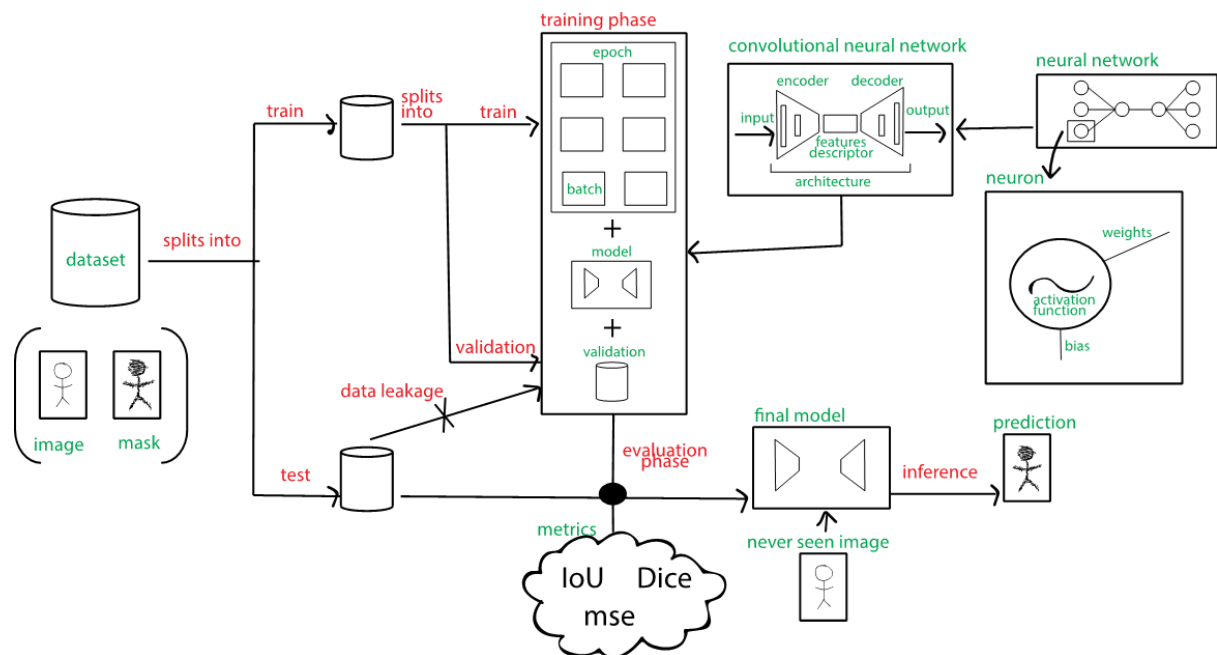 training phase
epoch
batch
+
model
+
validation
convolutional neural network
encoder
decoder
input
output
features
descriptor
architecture
neural network
neuron
weights
activation
function
bias
train
splits
into
train
dataset
splits into
validation
data leakage
image
mask
test
evaluation
phase
metrics
IoU
Dice
mse
final model
never seen image
inference
prediction